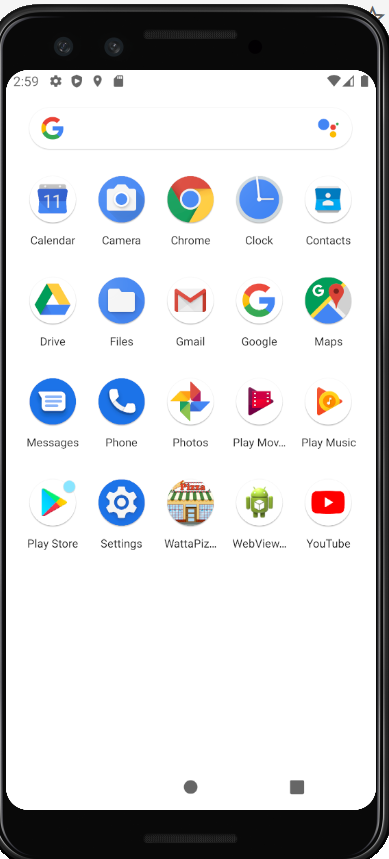 2:59
Calendar
Camera
Chrome
Clock
Contacts
Drive
Files
Gmail
Google
Maps
Messages
Phone
Photos
Play Mov...
Play Music
Play Store
Settings
WattaPiz...
WebView...
YouTube
11
G
Pizza